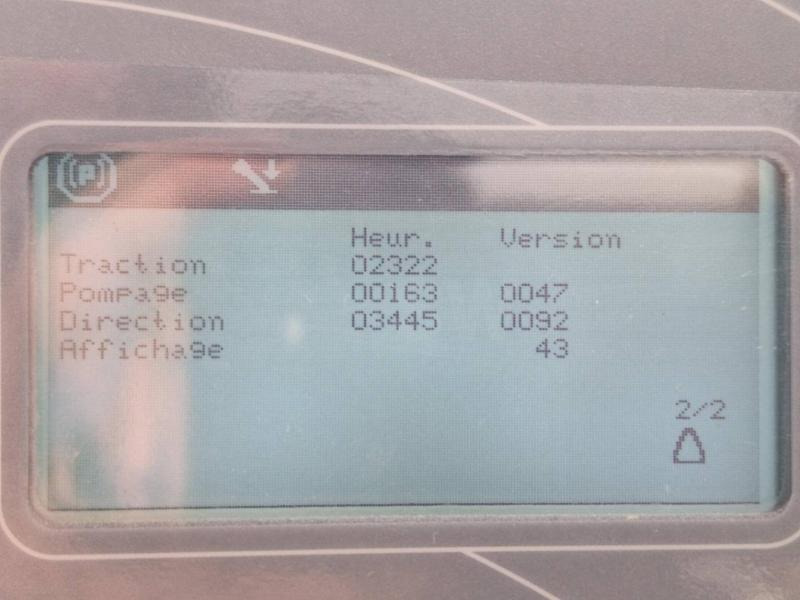 (P)
Heur. Version
Traction 02322
Pompage 00163 0047
Direction 03445 0092
Affichage 43
2/2